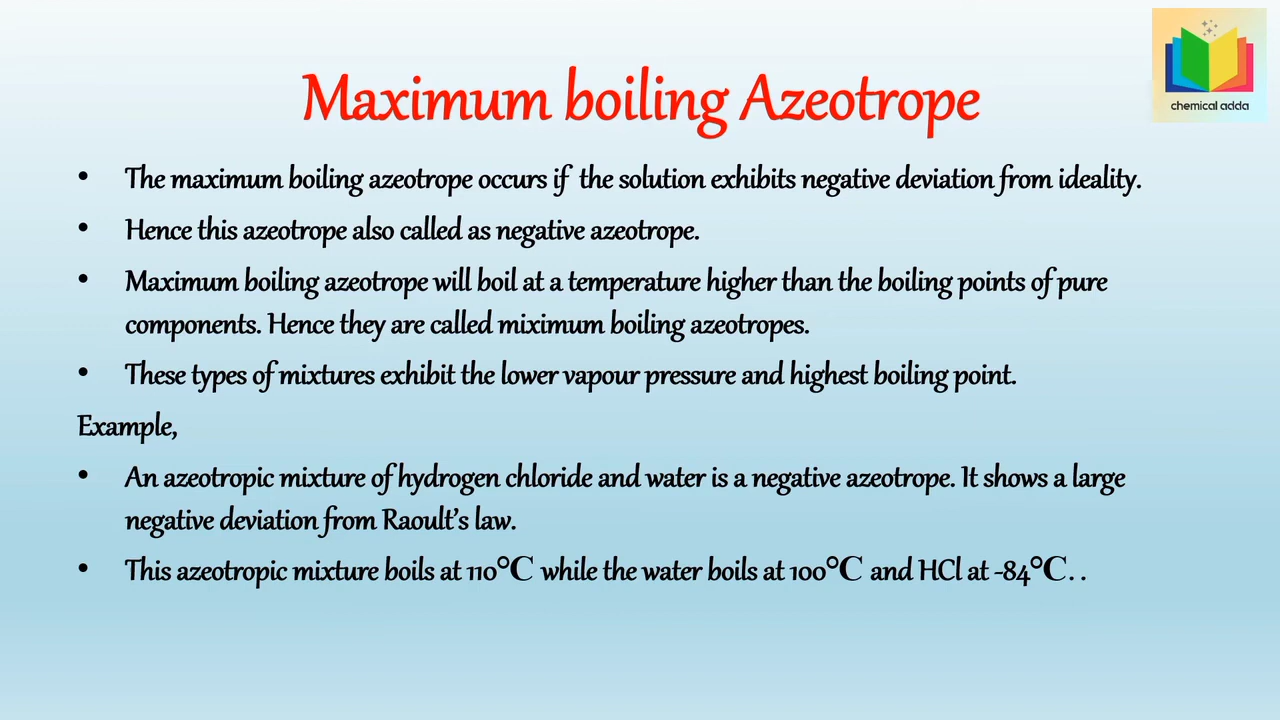 chemical adda
Maximum boiling Azeotrope
• The maximum boiling azeotrope occurs if the solution exhibits negative deviation from ideality.
• Hence this azeotrope also called as negative azeotrope.
• Maximum boiling azeotrope will boil at a temperature higher than the boiling points of pure
components. Hence they are called miximum boiling azeotropes.
• These types of mixtures exhibit the lower vapour pressure and highest boiling point.
Example,
• An azeotropic mixture of hydrogen chloride and water is a negative azeotrope. It shows a large
negative deviation from Raoult’s law.
• This azeotropic mixture boils at 110°C while the water boils at 100°C and HCl at -84°C. .